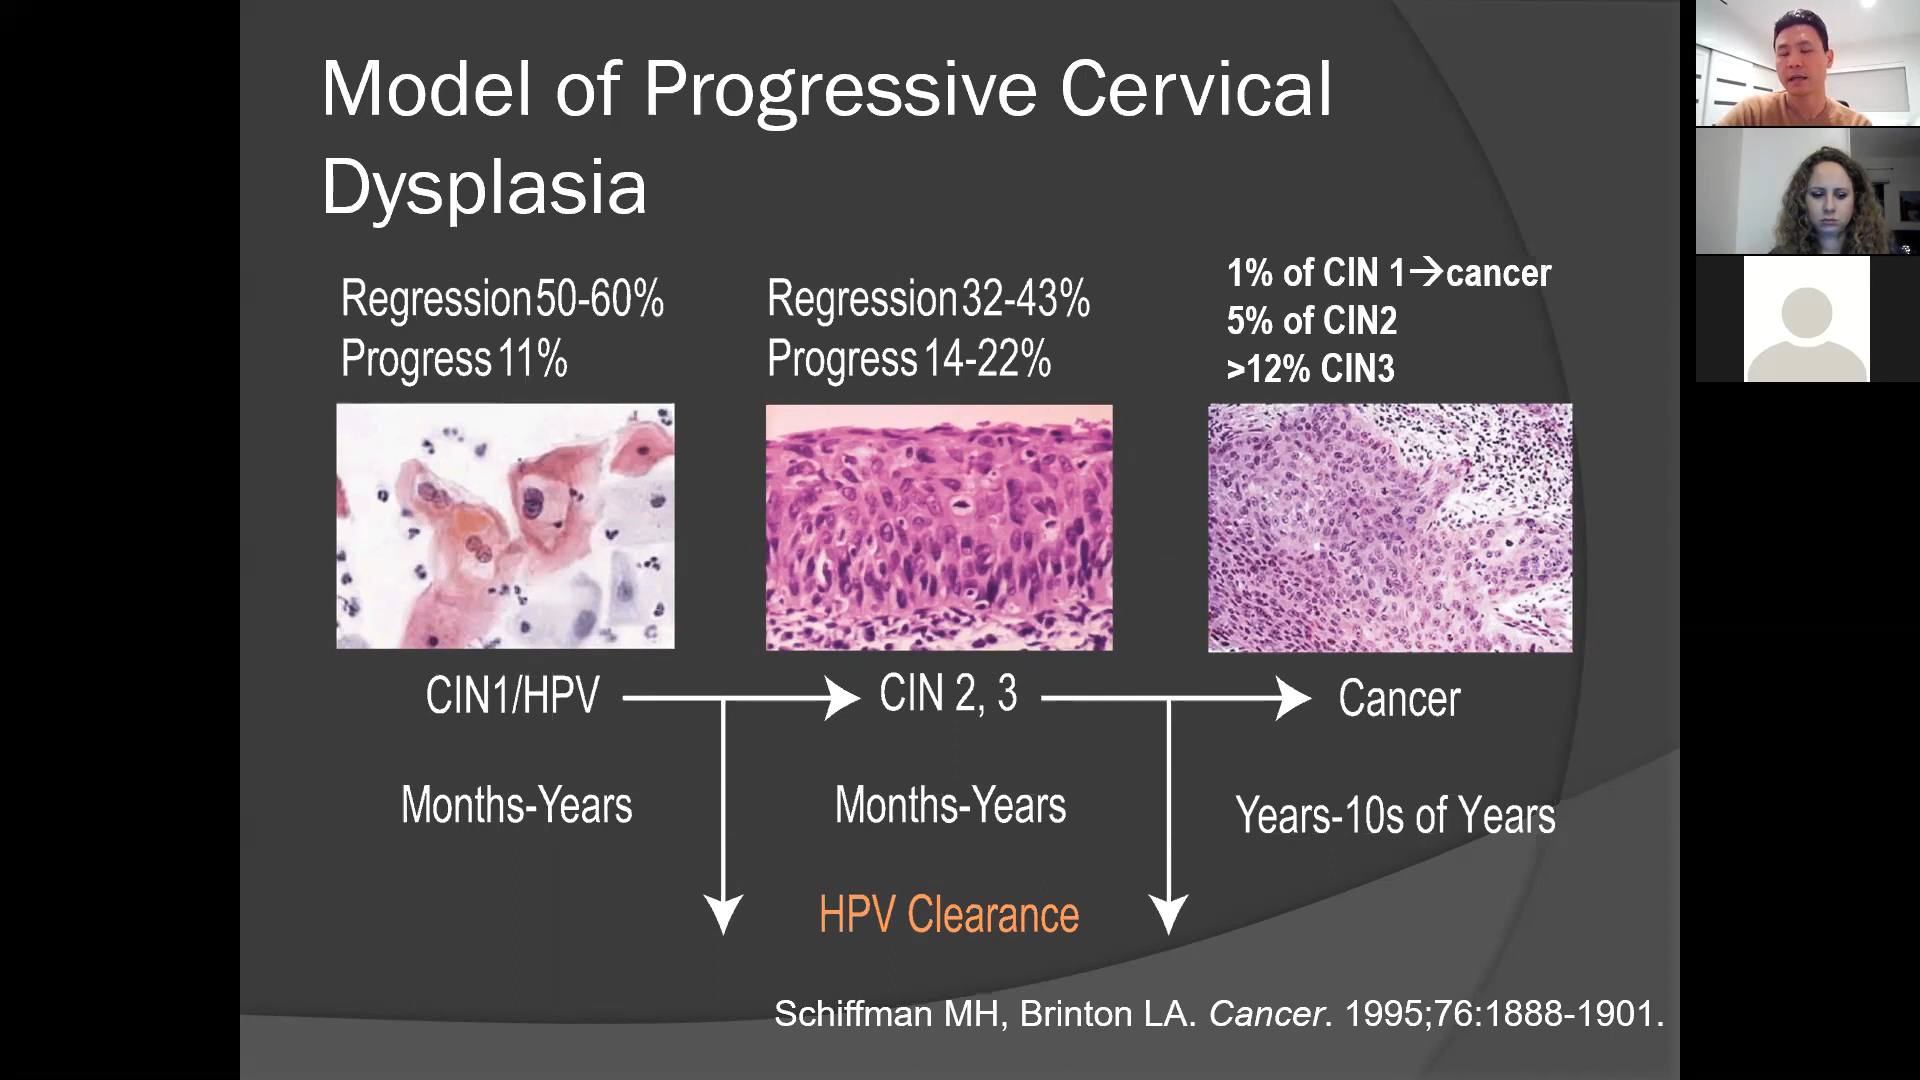 Model of Progressive Cervical
Dysplasia
Regression 50-60%
Progress 11%
Regression 32-43%
Progress 14-22%
1% of CIN 1→cancer
5% of CIN2
>12% CIN3
CIN1/HPV
CIN 2, 3
Cancer
Months-Years
Months-Years
Years-10s of Years
HPV Clearance
Schiffman MH, Brinton LA. Cancer. 1995;76:1888-1901.